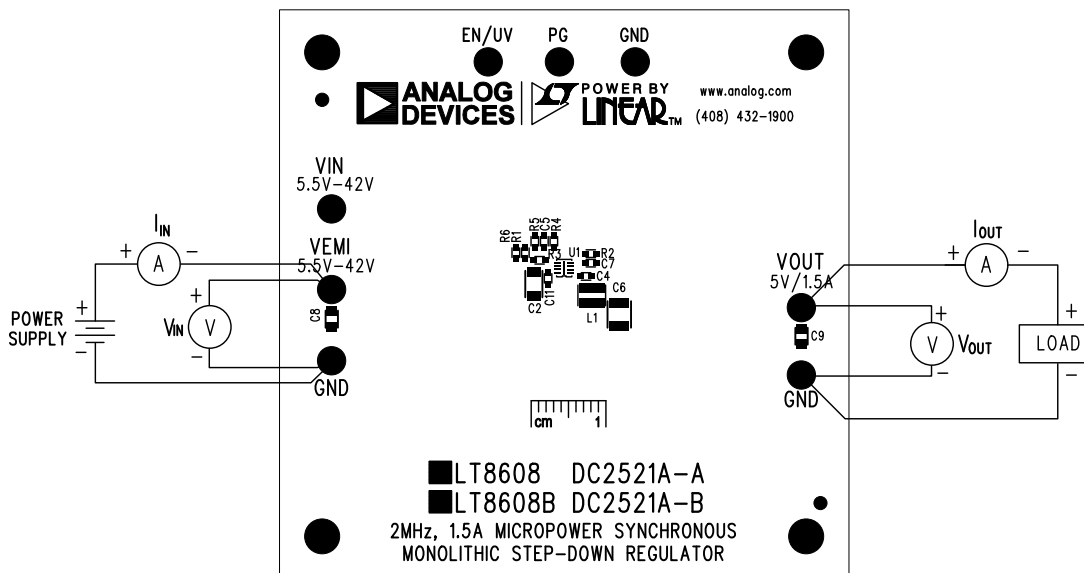 EN/UV PG GND
ANALOG DEVICES
POWER BY LINEAR™
www.analog.com
(408) 432-1900
VIN
5.5V-42V
VEMI
5.5V-42V
IIN
+ A -
POWER SUPPLY
+
-
VIN
+
V
-
C8
GND
R6
R1
R5
C5
R4
R3
U1
R2
C7
C4
C2
C11
L1
C6
VOUT
5V/1.5A
C9
GND
IOUT
+ A -
+
V
-
VOUT
+
LOAD
-
cm 1
LT8608 DC2521A-A
LT8608B DC2521A-B
2MHz, 1.5A MICROPOWER SYNCHRONOUS
MONOLITHIC STEP-DOWN REGULATOR